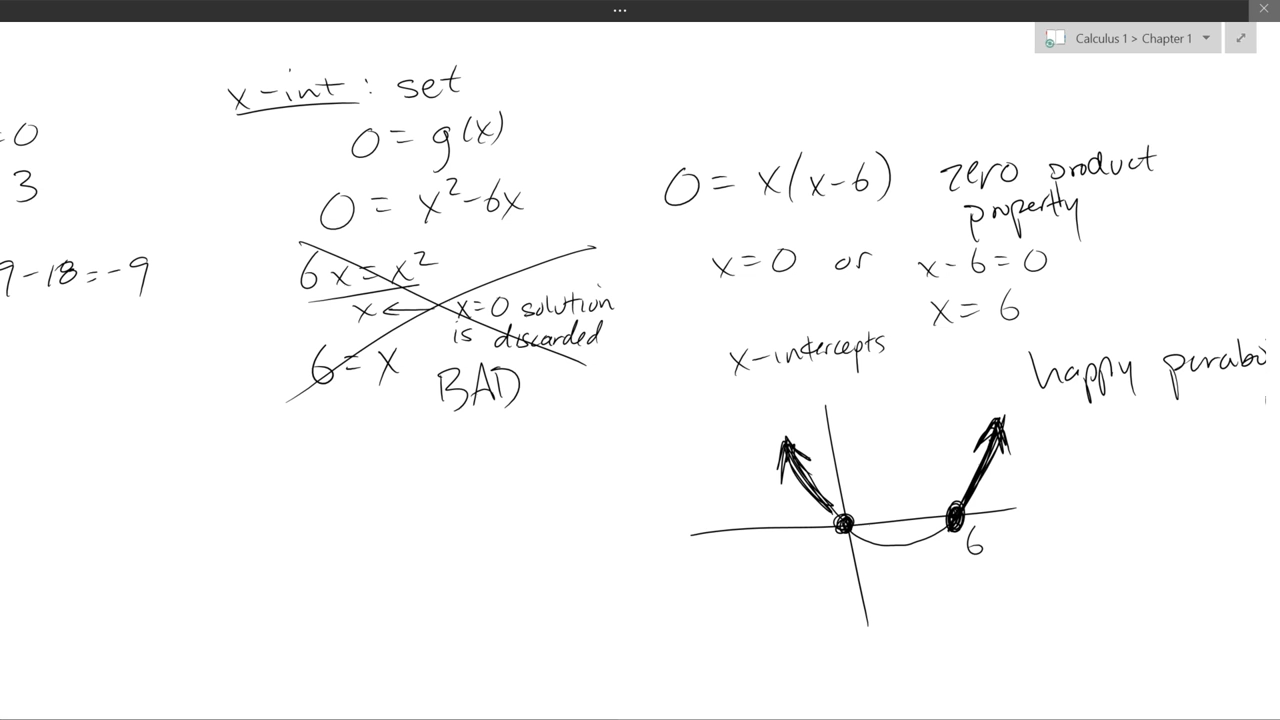 Calculus 1 > Chapter 1
= 0
3
9 - 18 = -9
x-int: set
0 = g(x)
0 = x² - 6x
6x = x²
x ← x=0 solution
is discarded
6 = x
BAD
0 = x(x-6) zero product
property
x = 0 or x - 6 = 0
x = 6
x-intercepts
happy parabo
6